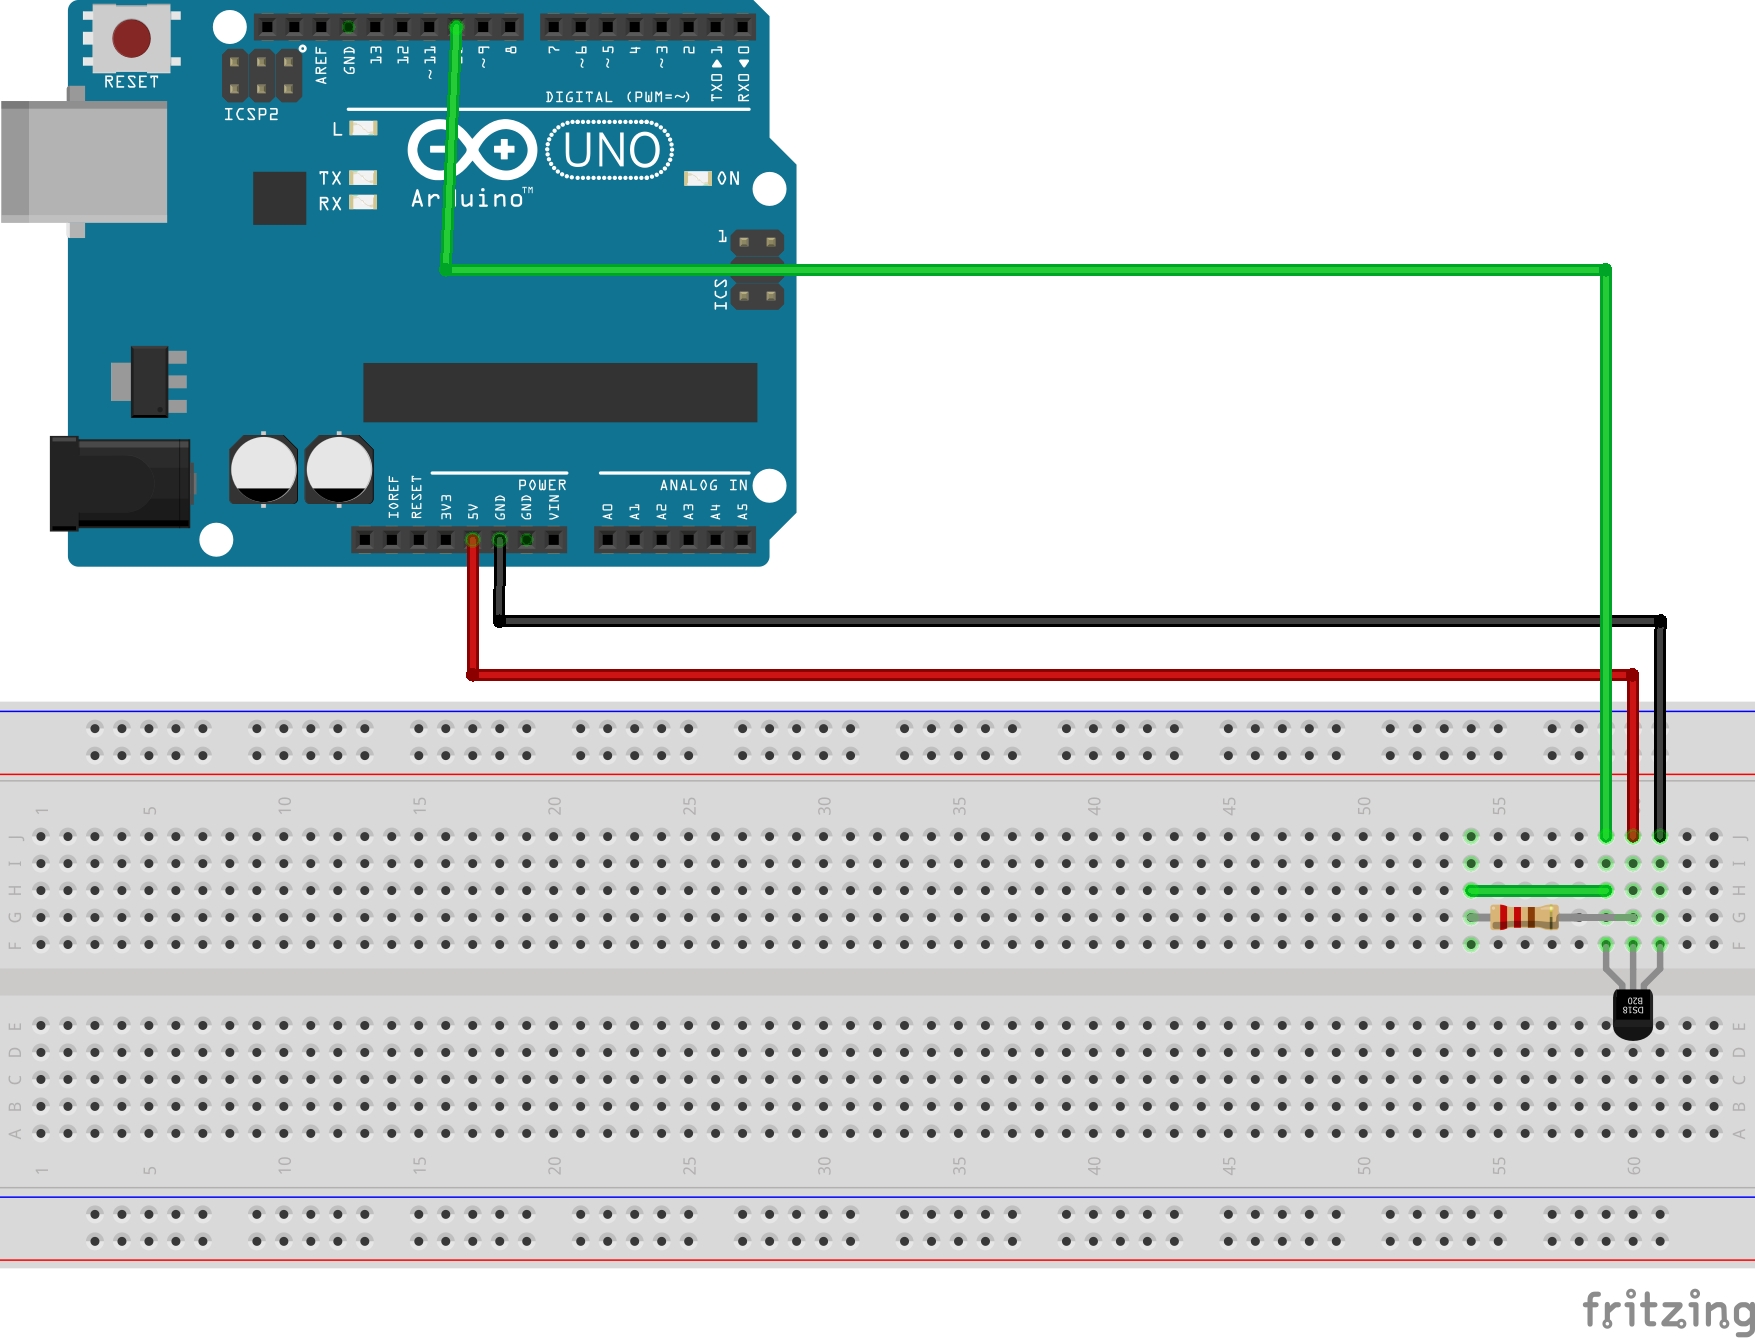 RESET
ICSP2
AREF
GND
13
12
~11
~9
8
7
~6
~5
4
~3
2
TX0▶1
RX0◀0
DIGITAL (PWM=~)
L
TX
RX
UNO
ON
Arduino™
1
ICS
IOREF
RESET
3V3
5V
GND
GND
VIN
POWER
A0
A1
A2
A3
A4
A5
ANALOG IN
1 5 10 15 20 25 30 35 40 45 50 55
J J
I I
H H
G G
F F
DS18
B20
E E
D D
C C
B B
A A
1 5 10 15 20 25 30 35 40 45 50 55 60
fritzing